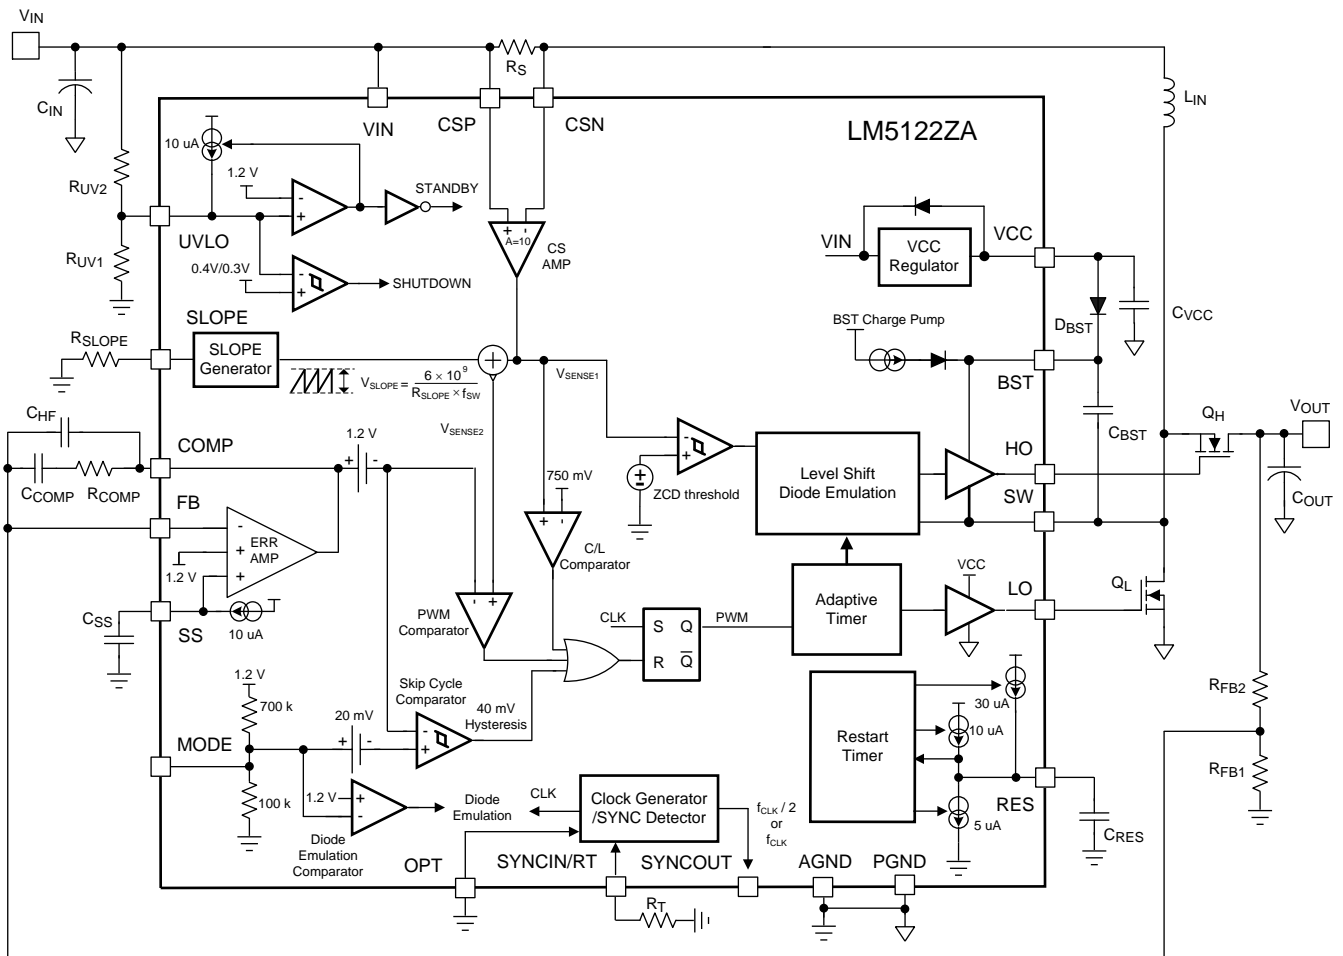 VIN
RS
CIN
LIN
VIN
CSP
CSN
LM5122ZA
10 uA
1.2 V
-
+
STANDBY
RUV2
UVLO
+ -
A=10
CS
AMP
VIN
VCC
Regulator
VCC
RUV1
0.4V/0.3V
-
+
SHUTDOWN
CVCC
DBST
BST Charge Pump
SLOPE
RSLOPE
SLOPE
Generator
+
VSLOPE = 6 × 10^9 / RSLOPE × fSW
VSENSE1
BST
VSENSE2
CHF
COMP
1.2 V
+ -
-
+
CBST
QH
VOUT
HO
CCOMP
RCOMP
750 mV
+
-
ZCD threshold
Level Shift
Diode Emulation
SW
COUT
FB
-
ERR
AMP
+
1.2 V
+
+ -
C/L
Comparator
CSS
SS
10 uA
PWM
Comparator
- +
CLK
S Q
R Q
PWM
Adaptive
Timer
VCC
LO
QL
1.2 V
700 k
Skip Cycle
Comparator
40 mV
Hysteresis
20 mV
+ -
-
+
MODE
Restart
Timer
30 uA
10 uA
RFB2
RFB1
RES
5 uA
CRES
100 k
1.2 V
+
-
Diode
Emulation
Diode
Emulation
Comparator
CLK
Clock Generator
/SYNC Detector
fCLK / 2
or
fCLK
OPT
SYNCIN/RT
SYNCOUT
AGND
PGND
RT